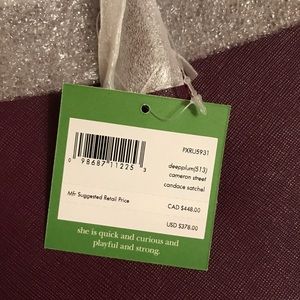 PXRU5931
0 98687 11225 3
deepplum(513)
cameron street
candace satchel
Mfr Suggested Retail Price
CAD $448.00
USD $378.00
she is quick and curious and
playful and strong.